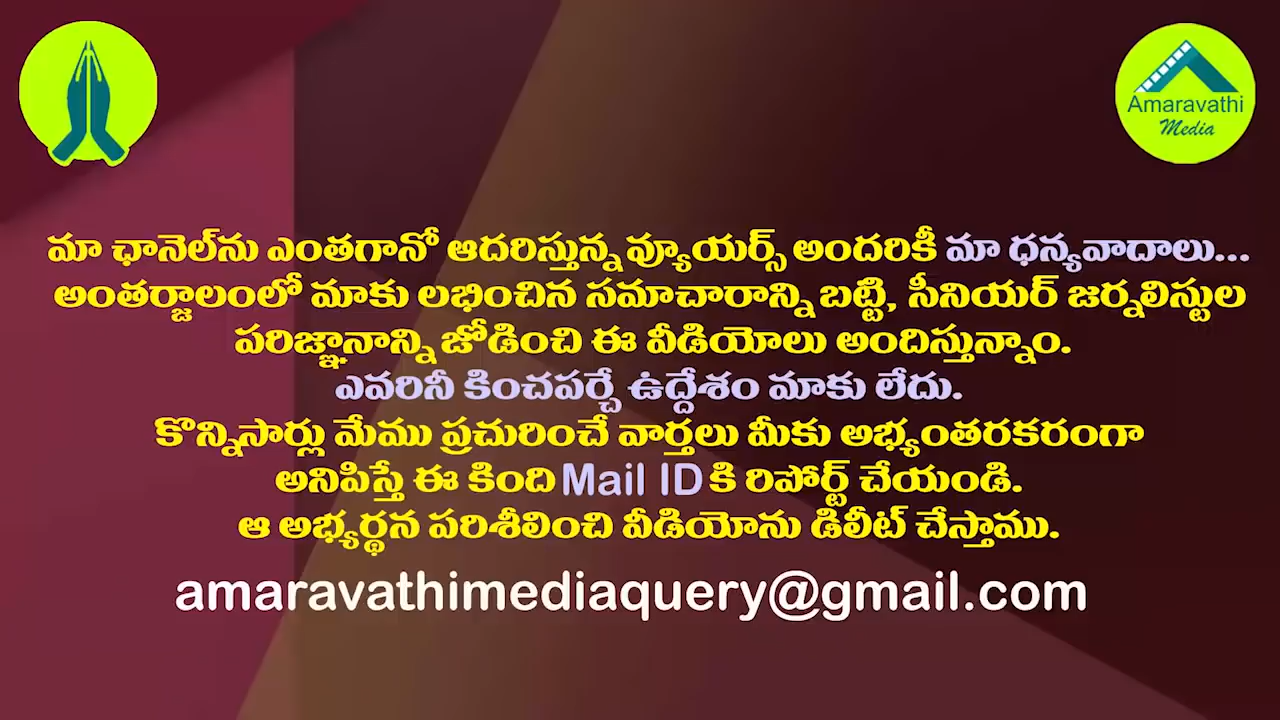 Amaravathi
Media
మా ఛానెల్‌ను ఎంతగానో ఆదరిస్తున్న వ్యూయర్స్ అందరికీ మా ధన్యవాదాలు...
అంతర్జాలంలో మాకు లభించిన సమాచారాన్ని బట్టి, సీనియర్ జర్నలిస్టుల
పరిజ్ఞానాన్ని జోడించి ఈ వీడియోలు అందిస్తున్నాం.
ఎవరినీ కించపర్చే ఉద్దేశం మాకు లేదు.
కొన్నిసార్లు మేము ప్రచురించే వార్తలు మీకు అభ్యంతరకరంగా
అనిపిస్తే ఈ కింది Mail ID కి రిపోర్ట్ చేయండి.
ఆ అభ్యర్థన పరిశీలించి వీడియోను డిలీట్ చేస్తాము.
amaravathimediaquery@gmail.com